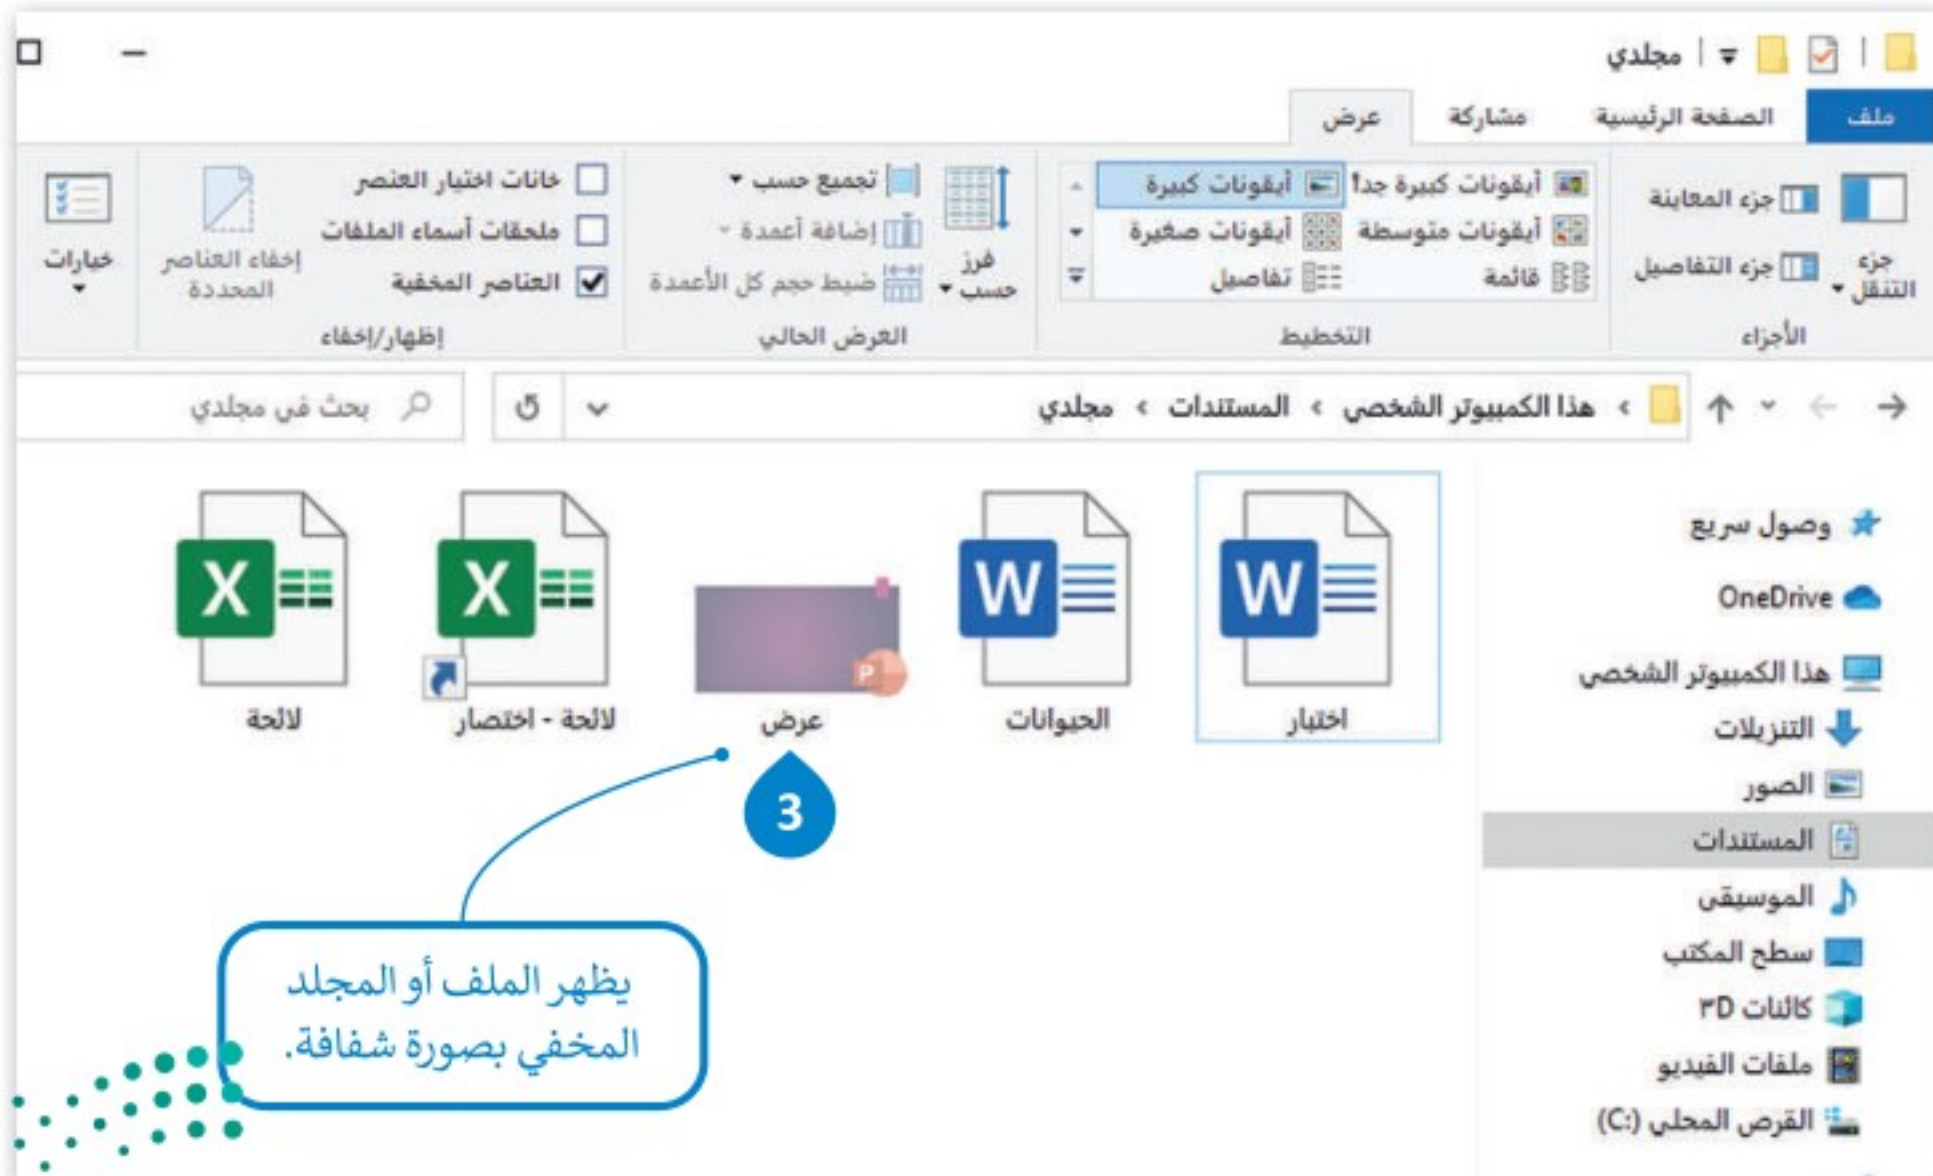 مجلدي
ملف
الصفحة الرئيسية
مشاركة
عرض
جزء التنقل
جزء المعاينة
جزء التفاصيل
الأجزاء
أيقونات كبيرة جدا
أيقونات كبيرة
أيقونات متوسطة
أيقونات صغيرة
قائمة
تفاصيل
التخطيط
فرز حسب
تجميع حسب
إضافة أعمدة
ضبط حجم كل الأعمدة
العرض الحالي
خانات اختيار العنصر
ملحقات أسماء الملفات
العناصر المخفية
إخفاء العناصر
المحددة
إظهار/إخفاء
خيارات
هذا الكمبيوتر الشخصي › المستندات › مجلدي
بحث في مجلدي
وصول سريع
OneDrive
هذا الكمبيوتر الشخصي
التنزيلات
الصور
المستندات
الموسيقى
سطح المكتب
كائنات ٣D
ملفات الفيديو
القرص المحلي (C:)
W
اختبار
W
الحيوانات
P
عرض
X
لائحة - اختصار
X
لائحة
3
يظهر الملف أو المجلد
المخفي بصورة شفافة.